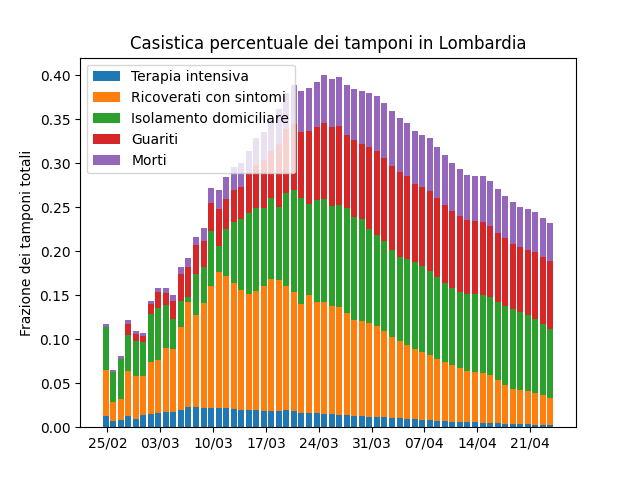 Casistica percentuale dei tamponi in Lombardia
Frazione dei tamponi totali
0.40
0.35
0.30
0.25
0.20
0.15
0.10
0.05
0.00
Terapia intensiva
Ricoverati con sintomi
Isolamento domiciliare
Guariti
Morti
25/02 03/03 10/03 17/03 24/03 31/03 07/04 14/04 21/04